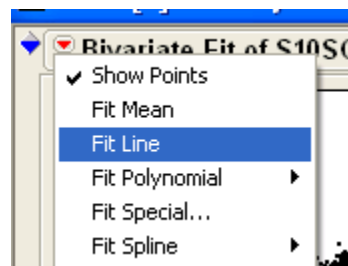 Bivariate Fit of S10S
Show Points
Fit Mean
Fit Line
Fit Polynomial
Fit Special...
Fit Spline